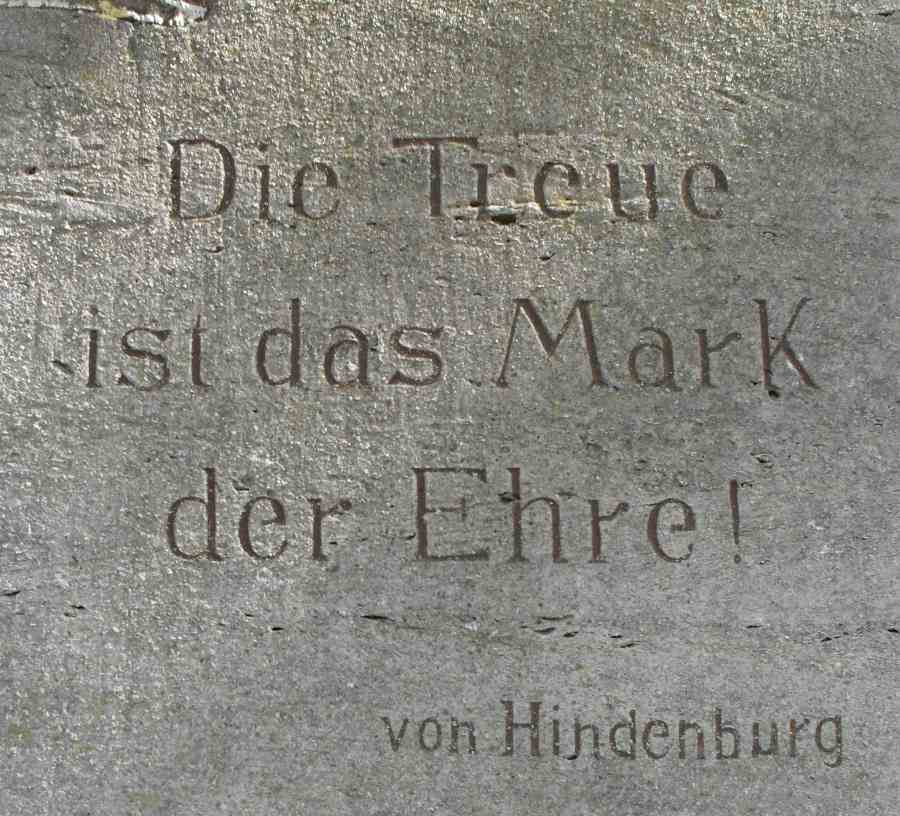 Die Treue
ist das Mark
der Ehre!
von Hindenburg